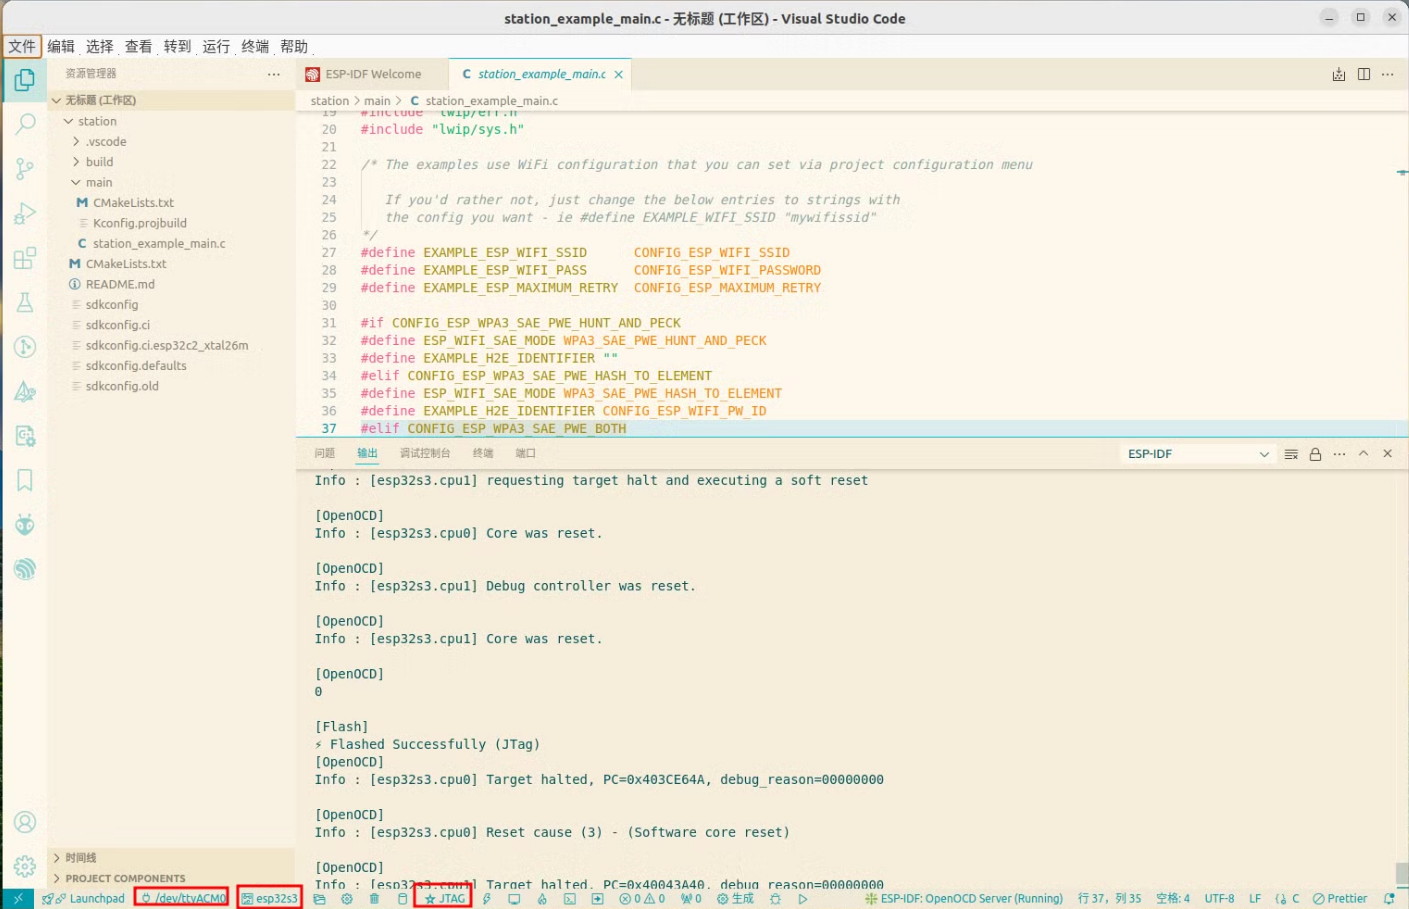 station_example_main.c - 无标题 (工作区) - Visual Studio Code
文件 编辑 选择 查看 转到 运行 终端 帮助
资源管理器
无标题 (工作区)
station
.vscode
build
main
CMakeLists.txt
Kconfig.projbuild
station_example_main.c
CMakeLists.txt
README.md
sdkconfig
sdkconfig.ci
sdkconfig.ci.esp32c2_xtal26m
sdkconfig.defaults
sdkconfig.old
时间线
PROJECT COMPONENTS
ESP-IDF Welcome
station_example_main.c
station > main > C station_example_main.c
19 #include "lwip/err.h"
20 #include "lwip/sys.h"
21
22 /* The examples use WiFi configuration that you can set via project configuration menu
23
24 If you'd rather not, just change the below entries to strings with
25 the config you want - ie #define EXAMPLE_WIFI_SSID "mywifissid"
26 */
27 #define EXAMPLE_ESP_WIFI_SSID CONFIG_ESP_WIFI_SSID
28 #define EXAMPLE_ESP_WIFI_PASS CONFIG_ESP_WIFI_PASSWORD
29 #define EXAMPLE_ESP_MAXIMUM_RETRY CONFIG_ESP_MAXIMUM_RETRY
30
31 #if CONFIG_ESP_WPA3_SAE_PWE_HUNT_AND_PECK
32 #define ESP_WIFI_SAE_MODE WPA3_SAE_PWE_HUNT_AND_PECK
33 #define EXAMPLE_H2E_IDENTIFIER ""
34 #elif CONFIG_ESP_WPA3_SAE_PWE_HASH_TO_ELEMENT
35 #define ESP_WIFI_SAE_MODE WPA3_SAE_PWE_HASH_TO_ELEMENT
36 #define EXAMPLE_H2E_IDENTIFIER CONFIG_ESP_WIFI_PW_ID
37 #elif CONFIG_ESP_WPA3_SAE_PWE_BOTH
问题 输出 调试控制台 终端 端口 ESP-IDF
Info : [esp32s3.cpu1] requesting target halt and executing a soft reset
[OpenOCD]
Info : [esp32s3.cpu0] Core was reset.
[OpenOCD]
Info : [esp32s3.cpu1] Debug controller was reset.
[OpenOCD]
Info : [esp32s3.cpu1] Core was reset.
[OpenOCD]
0
[Flash]
⚡ Flashed Successfully (JTag)
[OpenOCD]
Info : [esp32s3.cpu0] Target halted, PC=0x403CE64A, debug_reason=00000000
[OpenOCD]
Info : [esp32s3.cpu0] Reset cause (3) - (Software core reset)
[OpenOCD]
Info : [esp32s3.cpu1] Target halted, PC=0x40043A40, debug_reason=00000000
Launchpad /dev/ttyACM0 esp32s3 JTAG 0 0 0 生成 ESP-IDF: OpenOCD Server (Running) 行 37，列 35 空格: 4 UTF-8 LF C Prettier